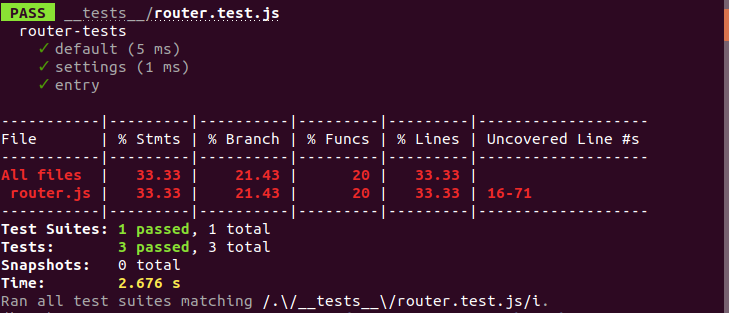 PASS __tests__/router.test.js
router-tests
✓ default (5 ms)
✓ settings (1 ms)
✓ entry
-----------|---------|----------|---------|---------|-------------------
File       | % Stmts | % Branch | % Funcs | % Lines | Uncovered Line #s
-----------|---------|----------|---------|---------|-------------------
All files  |   33.33 |    21.43 |      20 |   33.33 |
router.js |   33.33 |    21.43 |      20 |   33.33 | 16-71
-----------|---------|----------|---------|---------|-------------------
Test Suites: 1 passed, 1 total
Tests:       3 passed, 3 total
Snapshots:   0 total
Time:        2.676 s
Ran all test suites matching /.\/__tests__\/router.test.js/i.